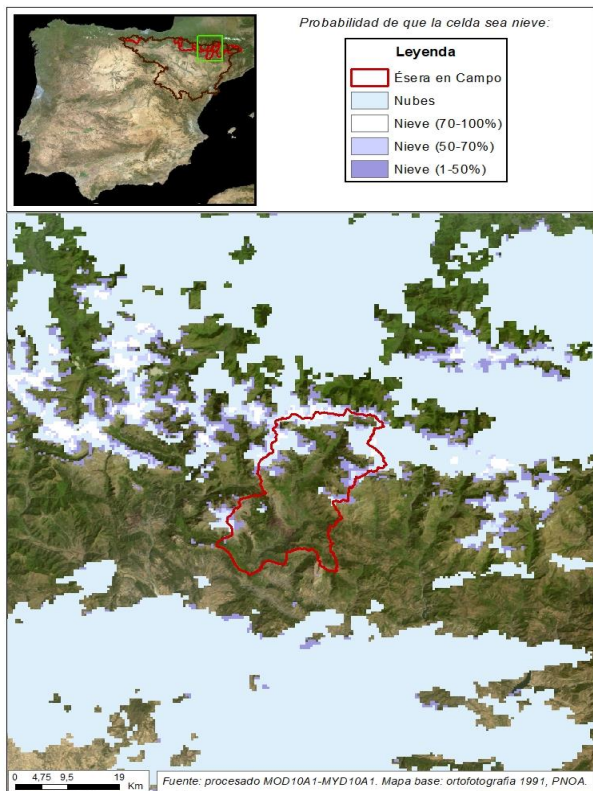 Probabilidad de que la celda sea nieve:
Leyenda
Ésera en Campo
Nubes
Nieve (70-100%)
Nieve (50-70%)
Nieve (1-50%)
0 4,75 9,5 19
Km
Fuente: procesado MOD10A1-MYD10A1. Mapa base: ortofotografia 1991, PNOA.